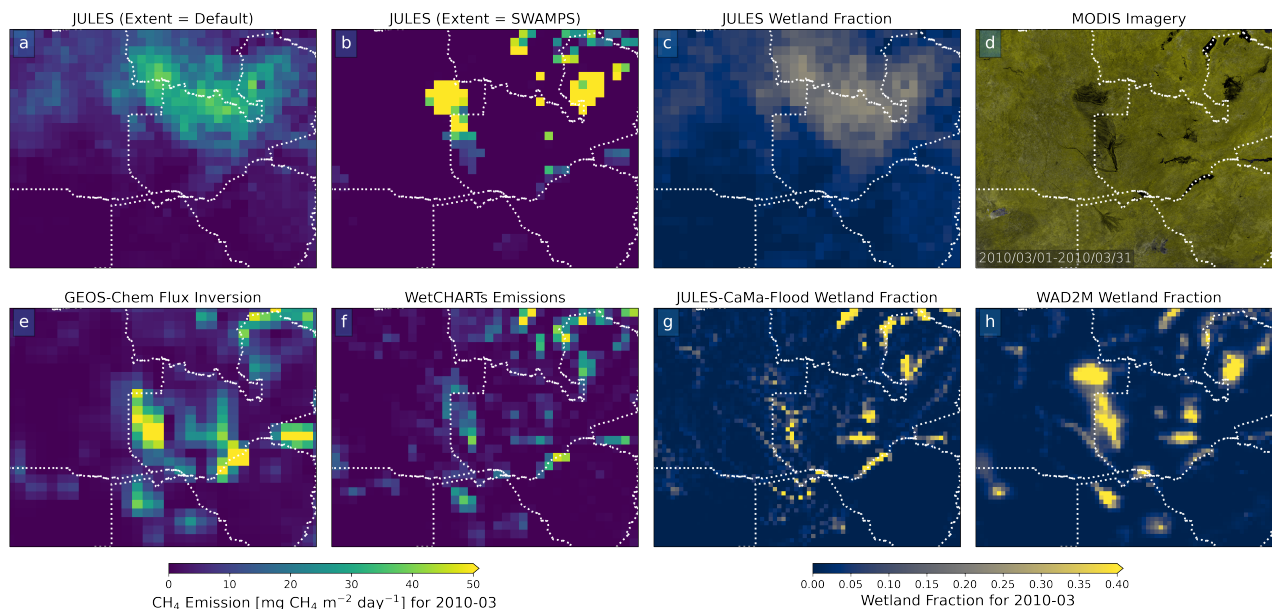 JULES (Extent = Default)
JULES (Extent = SWAMPS)
JULES Wetland Fraction
MODIS Imagery
a
b
c
d
2010/03/01-2010/03/31
GEOS-Chem Flux Inversion
WetCHARTs Emissions
JULES-CaMa-Flood Wetland Fraction
WAD2M Wetland Fraction
e
f
g
h
0 10 20 30 40 50
CH₄ Emission [mg CH₄ m⁻² day⁻¹] for 2010-03
0.00 0.05 0.10 0.15 0.20 0.25 0.30 0.35 0.40
Wetland Fraction for 2010-03